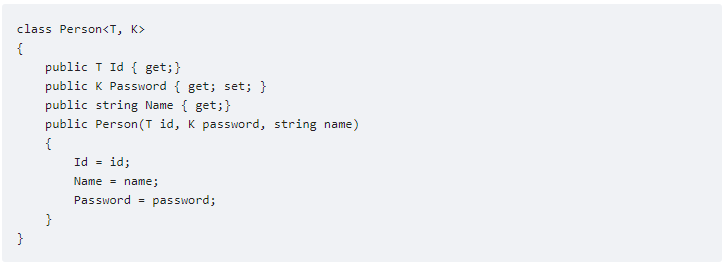 class Person<T, K>
{
    public T Id { get;}
    public K Password { get; set; }
    public string Name { get;}
    public Person(T id, K password, string name)
    {
        Id = id;
        Name = name;
        Password = password;
    }
}